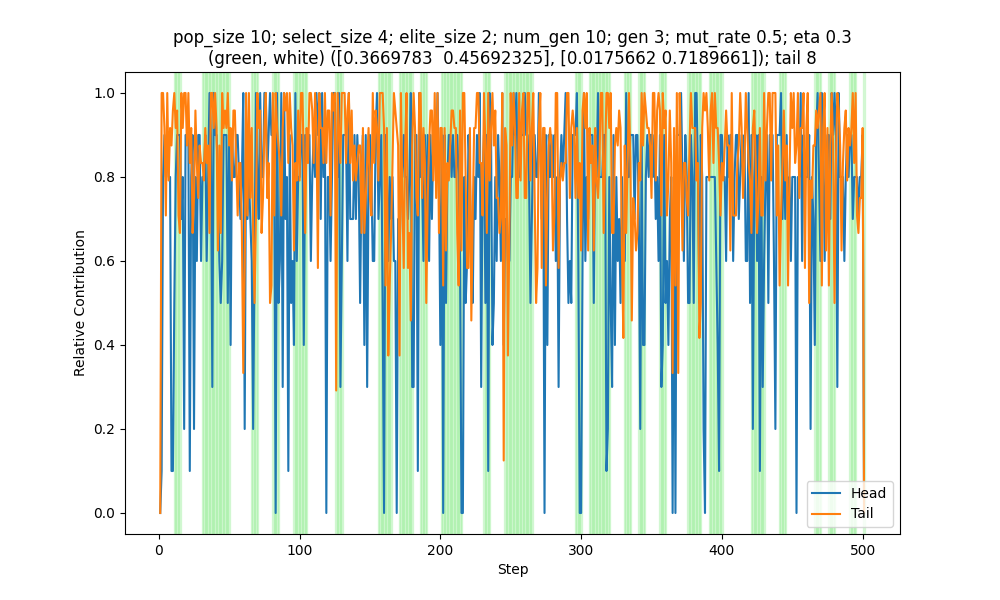 pop_size 10; select_size 4; elite_size 2; num_gen 10; gen 3; mut_rate 0.5; eta 0.3
(green, white) ([0.3669783  0.45692325], [0.0175662 0.7189661]); tail 8
1.0
0.8
0.6
0.4
0.2
0.0
Relative Contribution
0
100
200
300
400
500
Step
Head
Tail